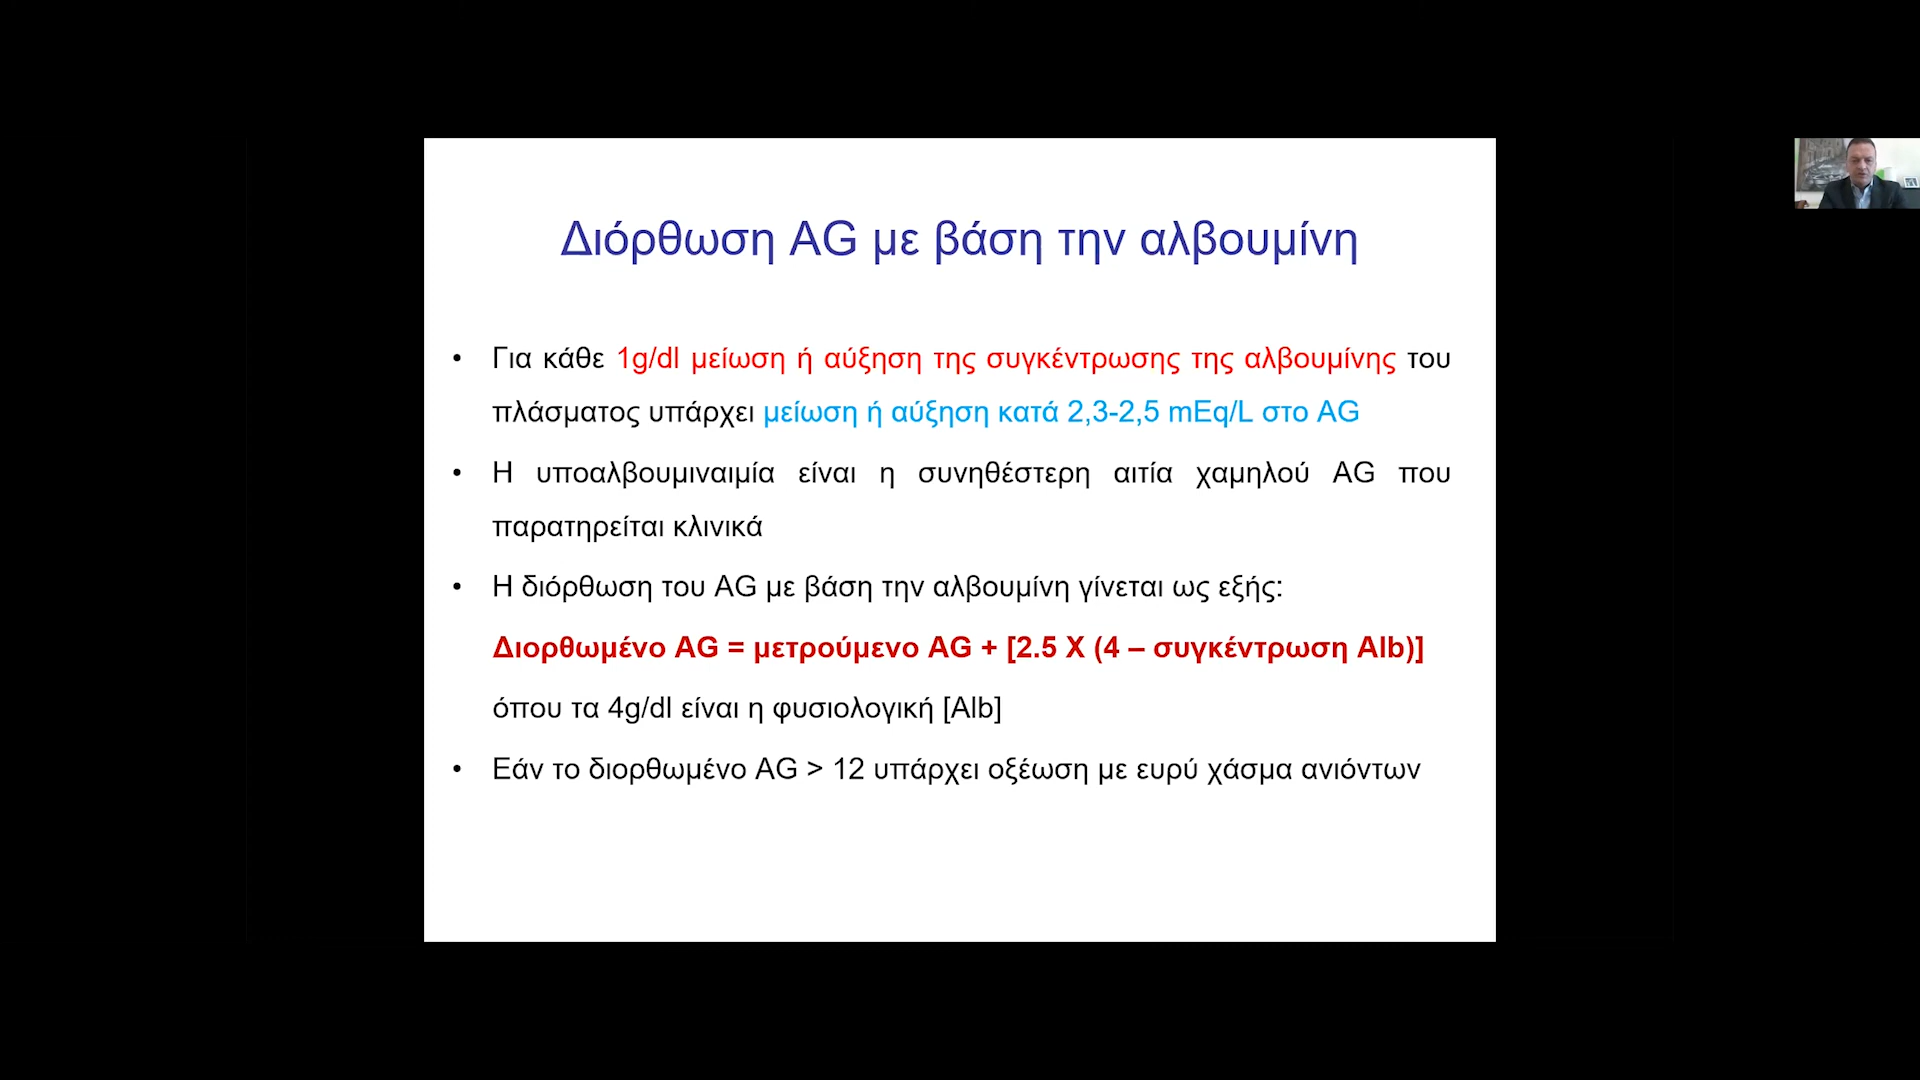 Διόρθωση AG με βάση την αλβουμίνη
• Για κάθε 1g/dl μείωση ή αύξηση της συγκέντρωσης της αλβουμίνης του
πλάσματος υπάρχει μείωση ή αύξηση κατά 2,3-2,5 mEq/L στο AG
• Η υποαλβουμιναιμία είναι η συνηθέστερη αιτία χαμηλού AG που
παρατηρείται κλινικά
• Η διόρθωση του AG με βάση την αλβουμίνη γίνεται ως εξής:
Διορθωμένο AG = μετρούμενο AG + [2.5 X (4 – συγκέντρωση Alb)]
όπου τα 4g/dl είναι η φυσιολογική [Alb]
• Εάν το διορθωμένο AG > 12 υπάρχει οξέωση με ευρύ χάσμα ανιόντων